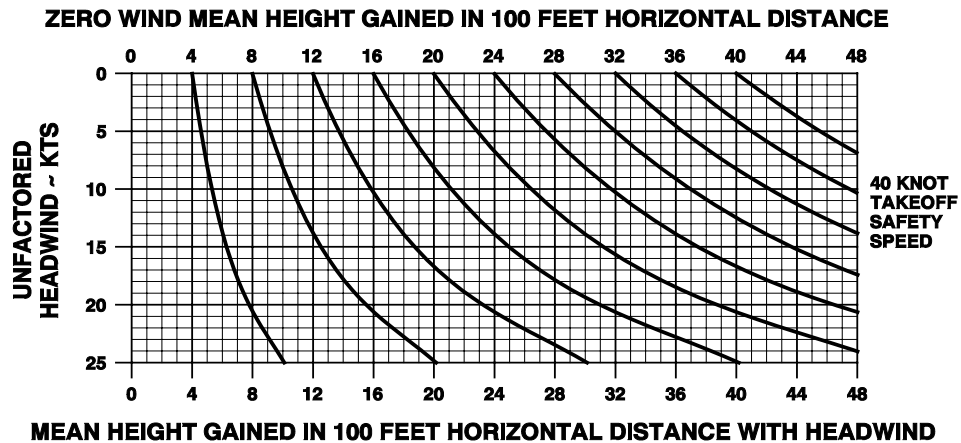 ZERO WIND MEAN HEIGHT GAINED IN 100 FEET HORIZONTAL DISTANCE
0 4 8 12 16 20 24 28 32 36 40 44 48
UNFACTORED
HEADWIND ~ KTS
0
5
10
15
20
25
40 KNOT
TAKEOFF
SAFETY
SPEED
0 4 8 12 16 20 24 28 32 36 40 44 48
MEAN HEIGHT GAINED IN 100 FEET HORIZONTAL DISTANCE WITH HEADWIND